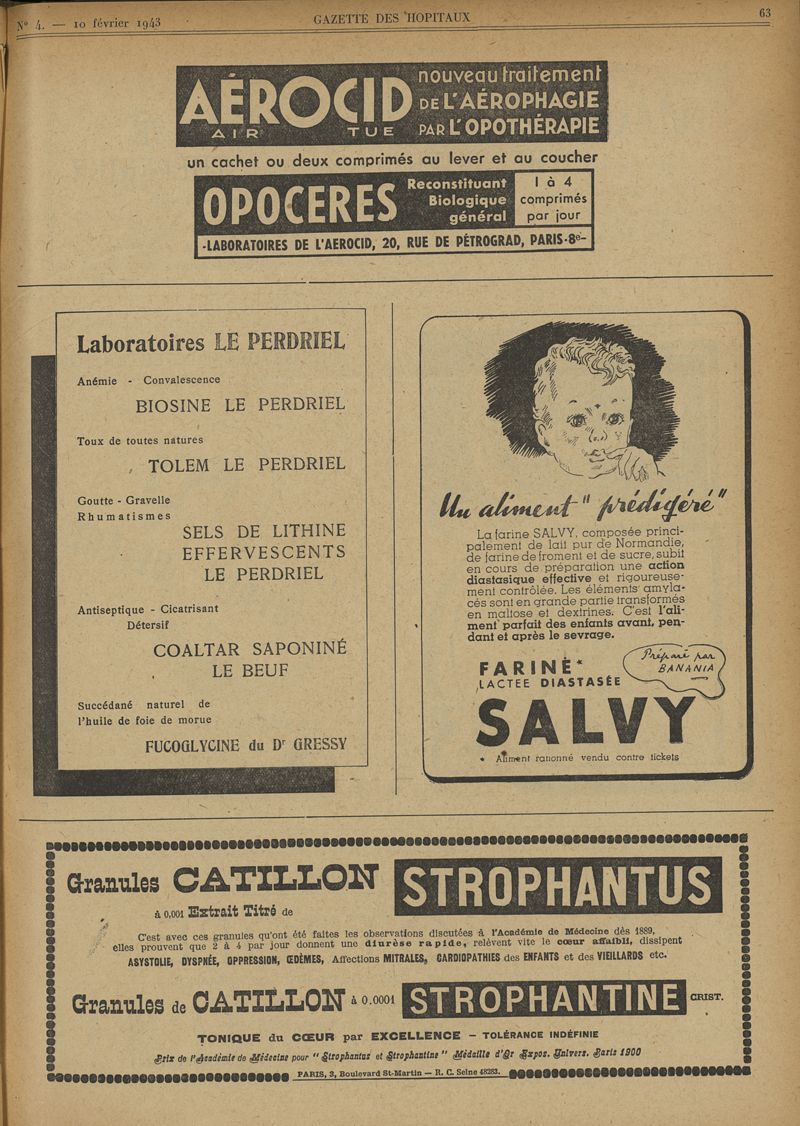 Nº 4. — 10 février 1943
GAZETTE DES HOPITAUX
63
AÉROCID
AIR TUE
nouveau traitement
DE L'AÉROPHAGIE
PAR L'OPOTHÉRAPIE
un cachet ou deux comprimés au lever et au coucher
OPOCERES
Reconstituant
Biologique
général
1 à 4
comprimés
par jour
-LABORATOIRES DE L'AEROCID, 20, RUE DE PÉTROGRAD, PARIS-8e-
Laboratoires LE PERDRIEL
Anémie - Convalescence
BIOSINE LE PERDRIEL
Toux de toutes natures
TOLEM LE PERDRIEL
Goutte - Gravelle
Rhumatismes
SELS DE LITHINE
EFFERVESCENTS
LE PERDRIEL
Antiseptique - Cicatrisant
Détersif
COALTAR SAPONINÉ
LE BEUF
Succédané naturel de
l'huile de foie de morue
FUCOGLYCINE du Dr GRESSY
Un aliment "prédigéré"
La farine SALVY, composée princi-
palement de lait pur de Normandie,
de farine de froment et de sucre, subit
en cours de préparation une action
diastasique effective et rigoureuse-
ment contrôlée. Les éléments amyla-
cés sont en grande partie transformés
en maltose et dextrines. C'est l'ali-
ment parfait des enfants avant, pen-
dant et après le sevrage.
FARINE*
LACTÉE DIASTASÉE
Préparé par
BANANIA
SALVY
* Aliment rationné vendu contre tickets
Granules CATILLON STROPHANTUS
à 0,001 Extrait Titré de
C'est avec ces granules qu'ont été faites les observations discutées à l'Académie de Médecine dès 1889,
elles prouvent que 2 à 4 par jour donnent une diurèse rapide, relèvent vite le cœur affaibli, dissipent
ASYSTOLIE, DYSPNÉE, OPPRESSION, ŒDÈMES, Affections MITRALES, CARDIOPATHIES des ENFANTS et des VIEILLARDS etc.
Granules de CATILLON à 0.0001 STROPHANTINE CRIST.
TONIQUE du CŒUR par EXCELLENCE - TOLÉRANCE INDÉFINIE
Prix de l'Académie de Médecine pour "Strophantus et Strophantine" Médaille d'Or Expos. Univers. Paris 1900
PARIS, 3, Boulevard St-Martin — R. C. Seine 48283.